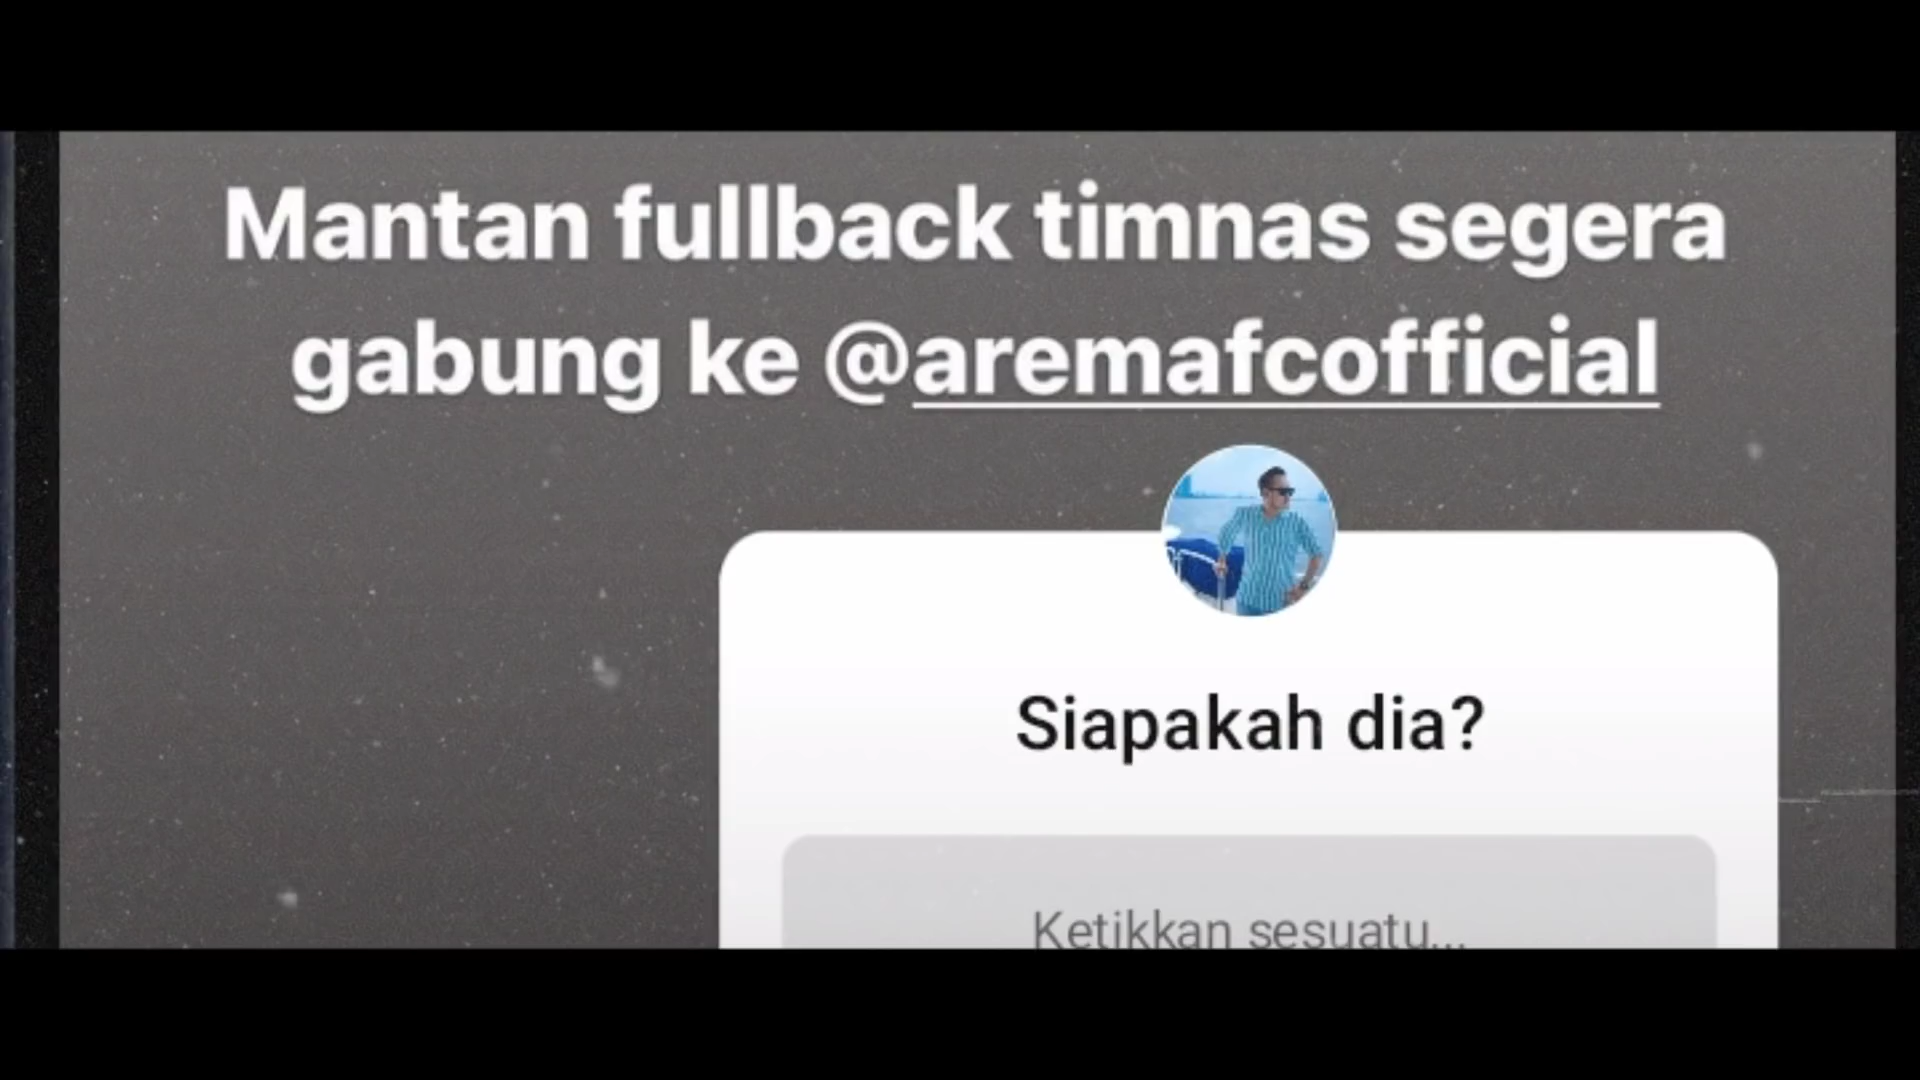 Mantan fullback timnas segera
gabung ke @aremafcofficial
Siapakah dia?
Ketikkan sesuatu...